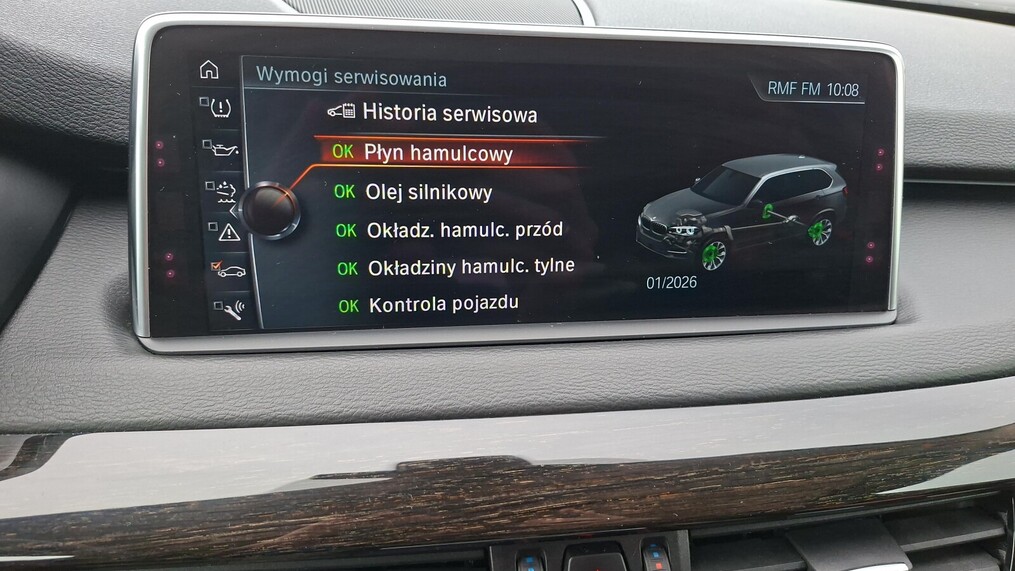 Wymogi serwisowania
RMF FM 10:08
Historia serwisowa
OK Płyn hamulcowy
OK Olej silnikowy
OK Okładz. hamulc. przód
OK Okładziny hamulc. tylne
OK Kontrola pojazdu
01/2026